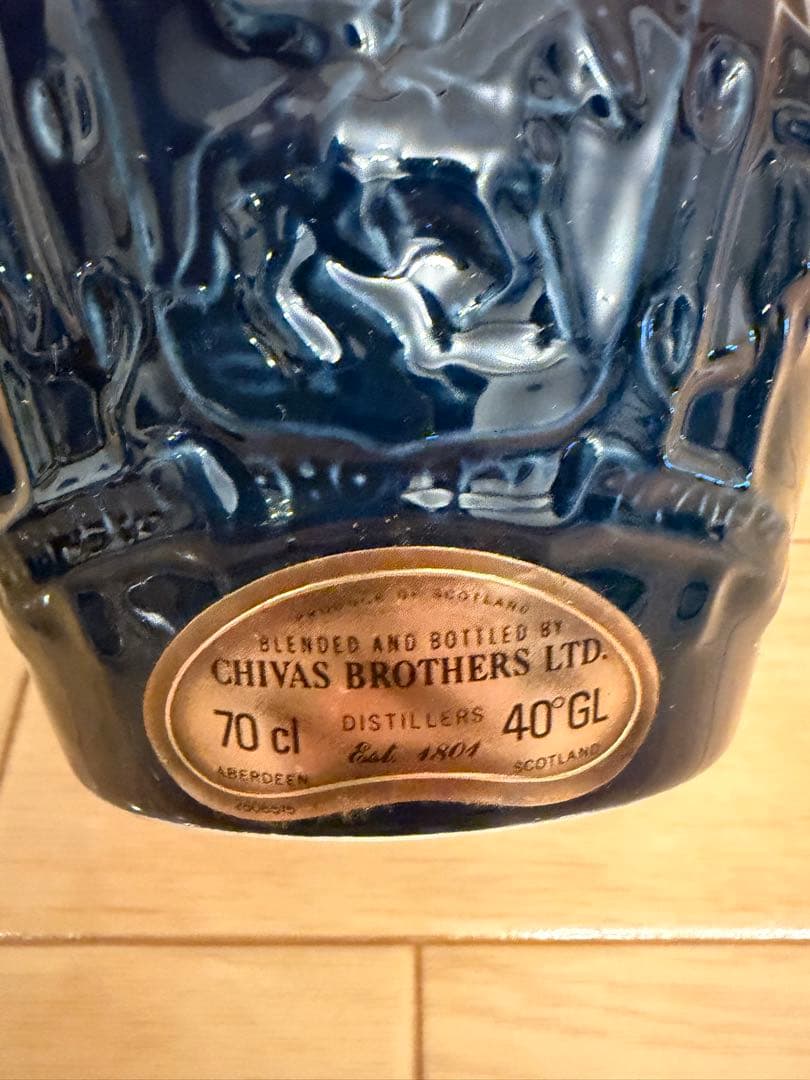 PRODUCE OF SCOTLAND
BLENDED AND BOTTLED BY
CHIVAS BROTHERS LTD.
70 cl DISTILLERS 40°GL
Est. 1801
ABERDEEN SCOTLAND